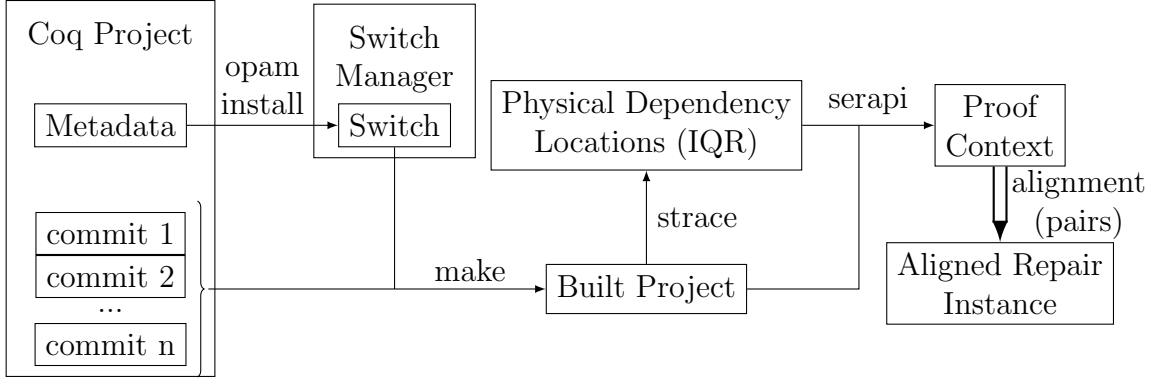 Coq Project
Metadata
commit 1
commit 2
...
commit n
opam
install
Switch
Manager
Switch
make
Physical Dependency
Locations (IQR)
strace
Built Project
serapi
Proof
Context
alignment
(pairs)
Aligned Repair
Instance